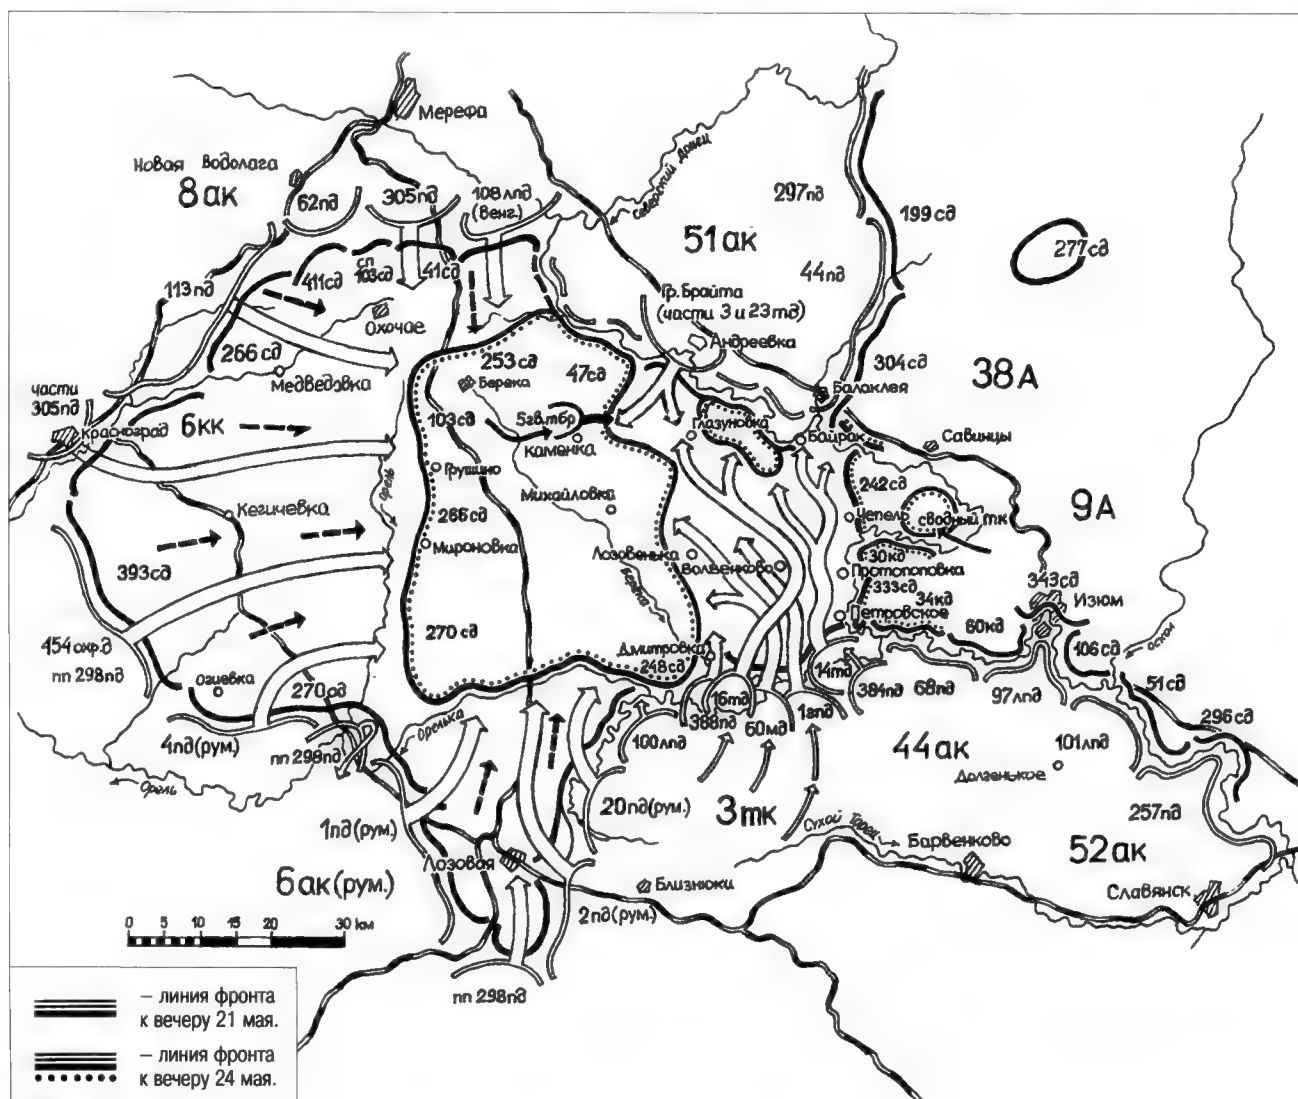 Мерефа
Новая Водолага
8ак
62пд
305пд
108лпд
(венг.)
Северский Донец
297пд
199сд
51ак
277сд
44пд
113пд
411сд
сп
103сд
41сд
Гр. Брайта
(части 3 и 23тд)
Охочае
Андреевка
266сд
Медведовка
253сд
Берека
47сд
304сд
38А
Балаклея
части
305пд
Красноград
6кк
103сд
5гв.тбр
Каменка
Глазуновка
Байрак
Савинцы
Орель
Грушино
242сд
Кегичевка
Михайловка
266сд
Чепель
сводный тк
9А
Мироновка
Лозовенька
Волвенково
30кд
Протопоповка
393сд
333сд
34кд
343сд
Изюм
Берека
Петровское
270сд
60кд
454охр.д
пп 298пд
Дмитровка
248сд
106сд
Оскол
Огиевка
270сд
14тд
384пд
68пд
97лпд
51сд
16тд
388пд
60мд
1гпд
296сд
4пд(рум.)
пп 298пд
Орелька
100лпд
44ак
101лпд
Долгенькое
Орель
20пд(рум.)
3тк
257пд
1пд(рум.)
Сухой Торец
Барвенково
52ак
Лозовая
6ак(рум.)
Близнюки
Славянск
2пд(рум.)
0 5 10 15 20 30 км
пп 298пд
– линия фронта
к вечеру 21 мая.
– линия фронта
к вечеру 24 мая.